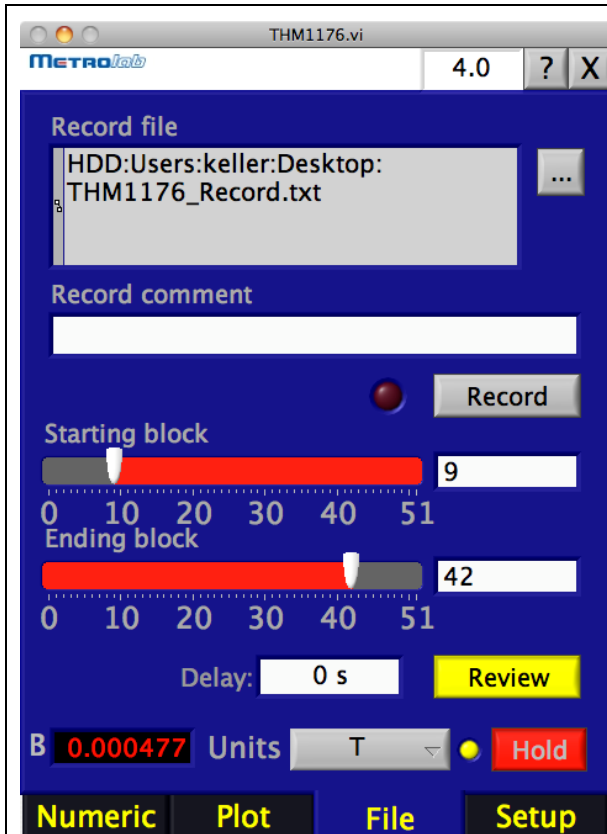 THM1176.vi
METROlab
4.0 ? X
Record file
HDD:Users:keller:Desktop:
THM1176_Record.txt
...
Record comment
Record
Starting block
9
0 10 20 30 40 51
Ending block
42
0 10 20 30 40 51
Delay: 0 s Review
B 0.000477 Units T Hold
Numeric Plot File Setup